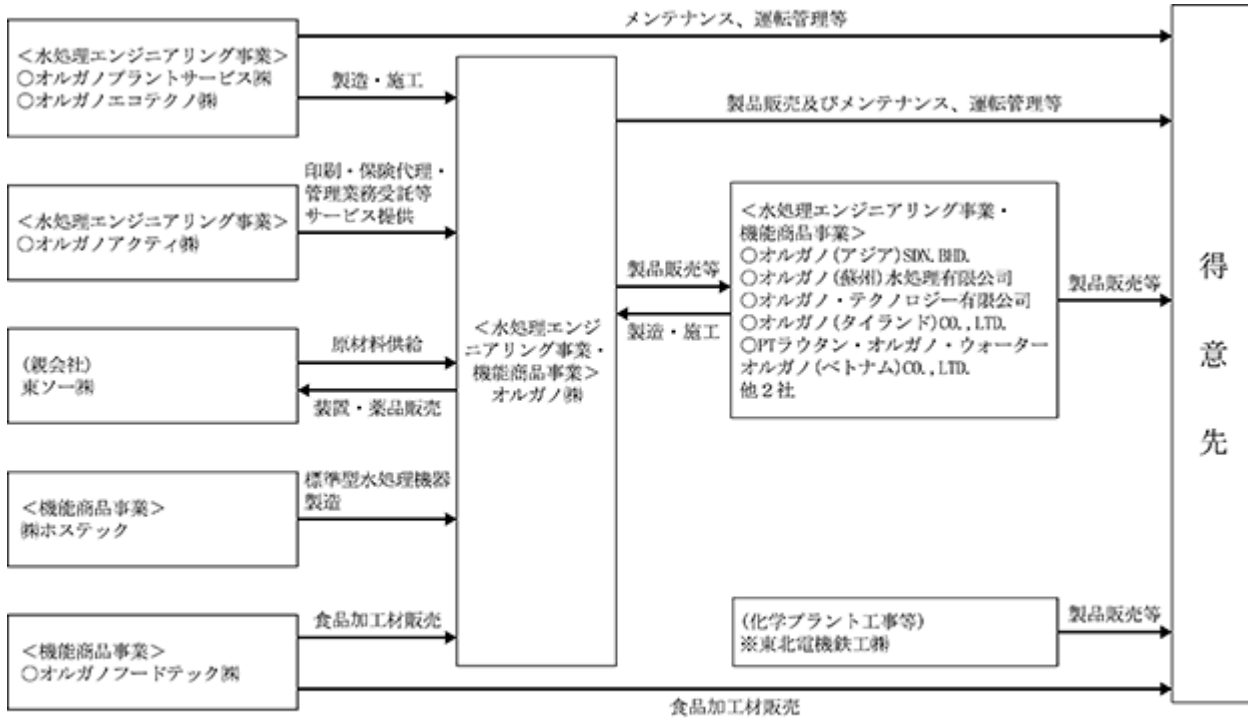 メンテナンス、運転管理等
<水処理エンジニアリング事業>
○オルガノプラントサービス㈱
○オルガノエコテクノ㈱
製造・施工
製品販売及びメンテナンス、運転管理等
印刷・保険代理・
管理業務受託等
サービス提供
<水処理エンジニアリング事業>
○オルガノアクティ㈱
<水処理エンジニアリング事業・
機能商品事業>
○オルガノ(アジア)SDN.BHD.
○オルガノ(蘇州)水処理有限公司
○オルガノ・テクノロジー有限公司
○オルガノ(タイランド)CO.,LTD.
○PTラウタン・オルガノ・ウォーター
オルガノ(ベトナム)CO.,LTD.
他2社
製品販売等
製造・施工
製品販売等
得意先
(親会社)
東ソー㈱
原材料供給
装置・薬品販売
<水処理エンジ
ニアリング事業・
機能商品事業>
オルガノ㈱
<機能商品事業>
㈱ホステック
標準型水処理機器
製造
<機能商品事業>
○オルガノフードテック㈱
食品加工材販売
(化学プラント工事等)
※東北電機鉄工㈱
製品販売等
食品加工材販売